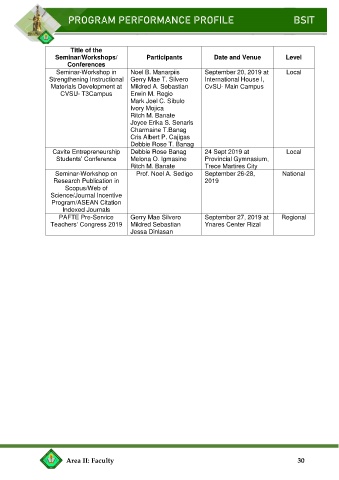 PROGRAM PERFORMANCE PROFILE BSIT
Title of the Seminar/Workshops/ Conferences | Participants | Date and Venue | Level
Seminar-Workshop in Noel B. Manarpiis September 20, 2019 at Local
Strengthening Instructional Gerry Mae T. Silvero International House I,
Materials Development at Mildred A. Sebastian CvSU- Main Campus
CVSU- T3Campus Erwin M. Regio
Mark Joel C. Sibulo
Ivory Mojica
Ritch M. Banate
Joyce Erika S. Senaris
Charmaine T.Banag
Cris Albert P. Cajigas
Debbie Rose T. Banag
Cavite Entrepreneurship Debbie Rose Banag 24 Sept 2019 at Local
Students' Conference Melona O. Igmasine Provincial Gymnasium,
Ritch M. Banate Trece Martires City
Seminar-Workshop on Prof. Noel A. Sedigo September 26-28, National
Research Publication in 2019
Scopus/Web of
Science/Journal Incentive
Program/ASEAN Citation
Indexed Journals
PAFTE Pre-Service Gerry Mae Silvero September 27, 2019 at Regional
Teachers' Congress 2019 Mildred Sebastian Ynares Center Rizal
Jessa Dinlasan
Area II: Faculty 30